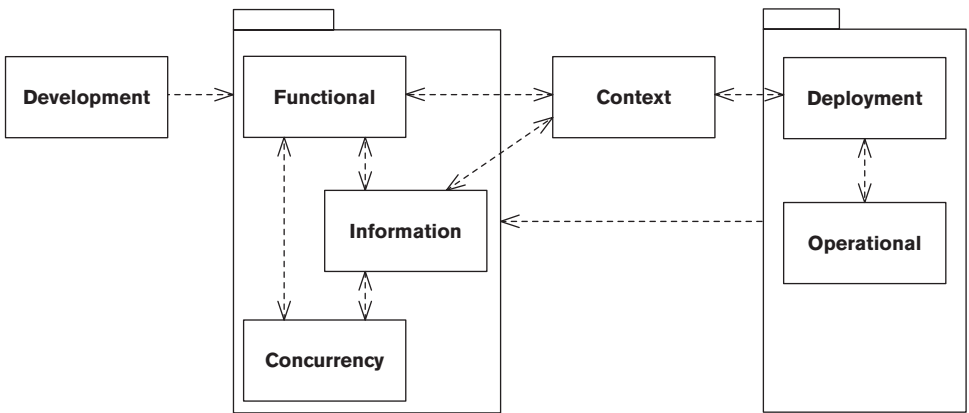 Development
Functional
Context
Deployment
Information
Operational
Concurrency